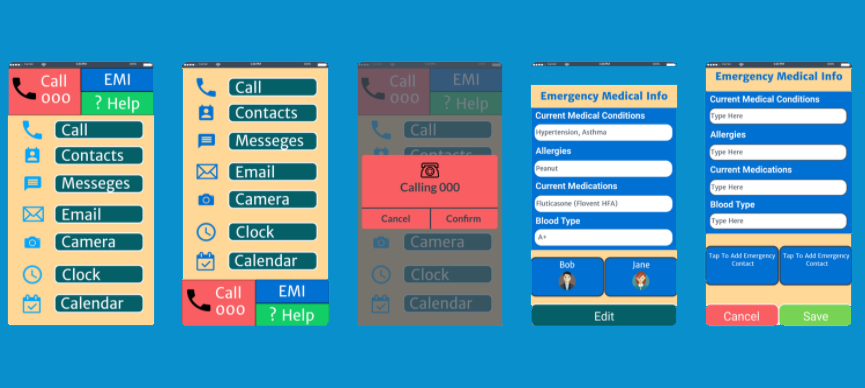 Call
000
EMI
? Help
Call
Contacts
Messeges
Email
Camera
Clock
Calendar
Call
Contacts
Messeges
Email
Camera
Clock
Calendar
Call
000
EMI
? Help
Call
000
EMI
? Help
Call
Contacts
Calling 000
Cancel
Confirm
Camera
Clock
Calendar
Emergency Medical Info
Current Medical Conditions
Hypertension, Asthma
Allergies
Peanut
Current Medications
Fluticasone (Flovent HFA)
Blood Type
A+
Bob
Jane
Edit
Emergency Medical Info
Current Medical Conditions
Type Here
Allergies
Type Here
Current Medications
Type Here
Blood Type
Type Here
Tap To Add Emergency
Contact
Tap To Add Emergency
Contact
Cancel
Save